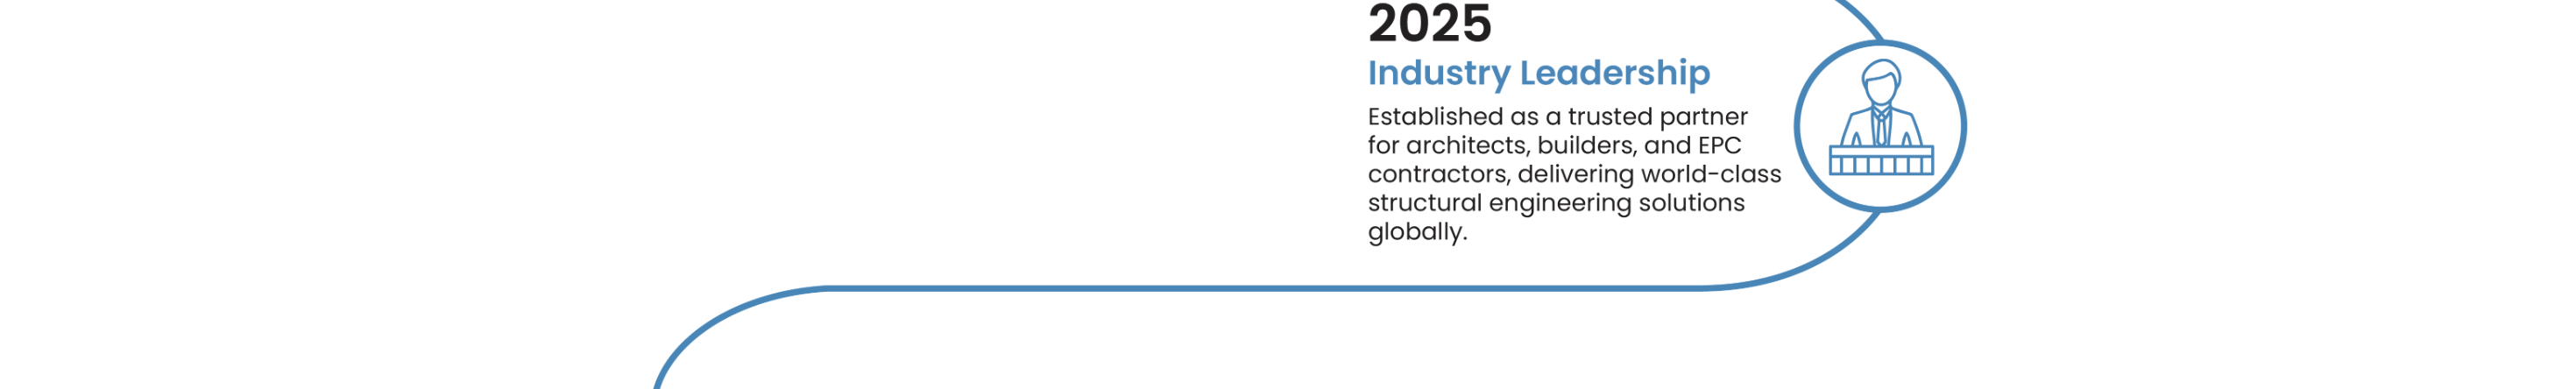 2025
Industry Leadership
Established as a trusted partner
for architects, builders, and EPC
contractors, delivering world-class
structural engineering solutions
globally.